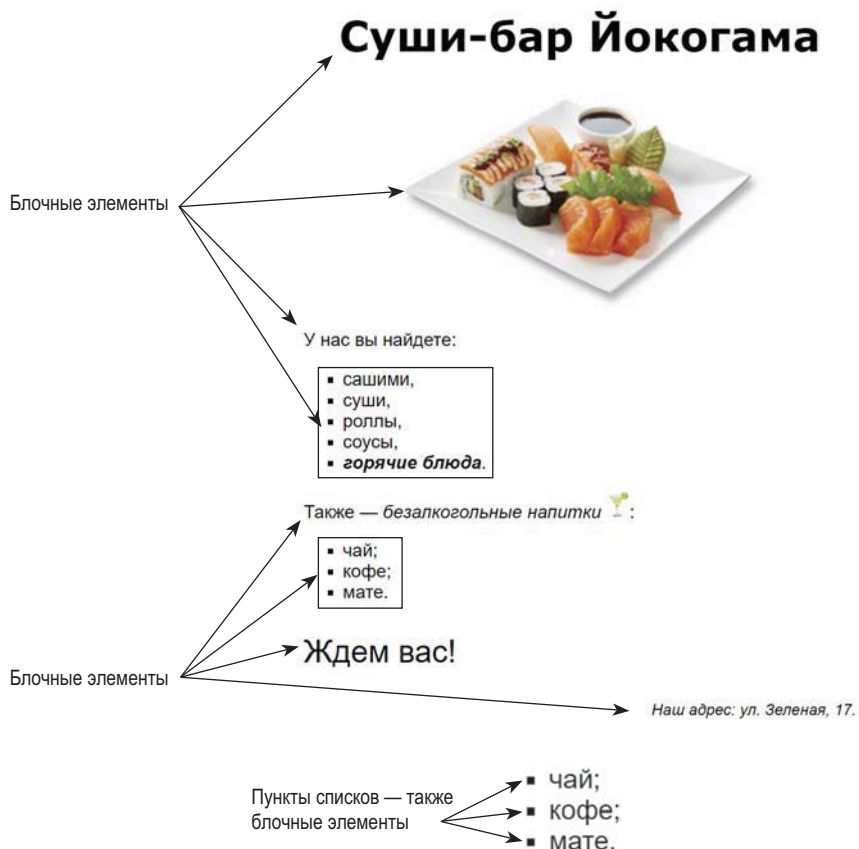 Суши-бар Йокогама
Блочные элементы
У нас вы найдете:
▪ сашими,
▪ суши,
▪ роллы,
▪ соусы,
▪ горячие блюда.
Также — безалкогольные напитки :
▪ чай;
▪ кофе;
▪ мате.
Ждем вас!
Блочные элементы
Наш адрес: ул. Зеленая, 17.
Пункты списков — также
блочные элементы
▪ чай;
▪ кофе;
▪ мате.